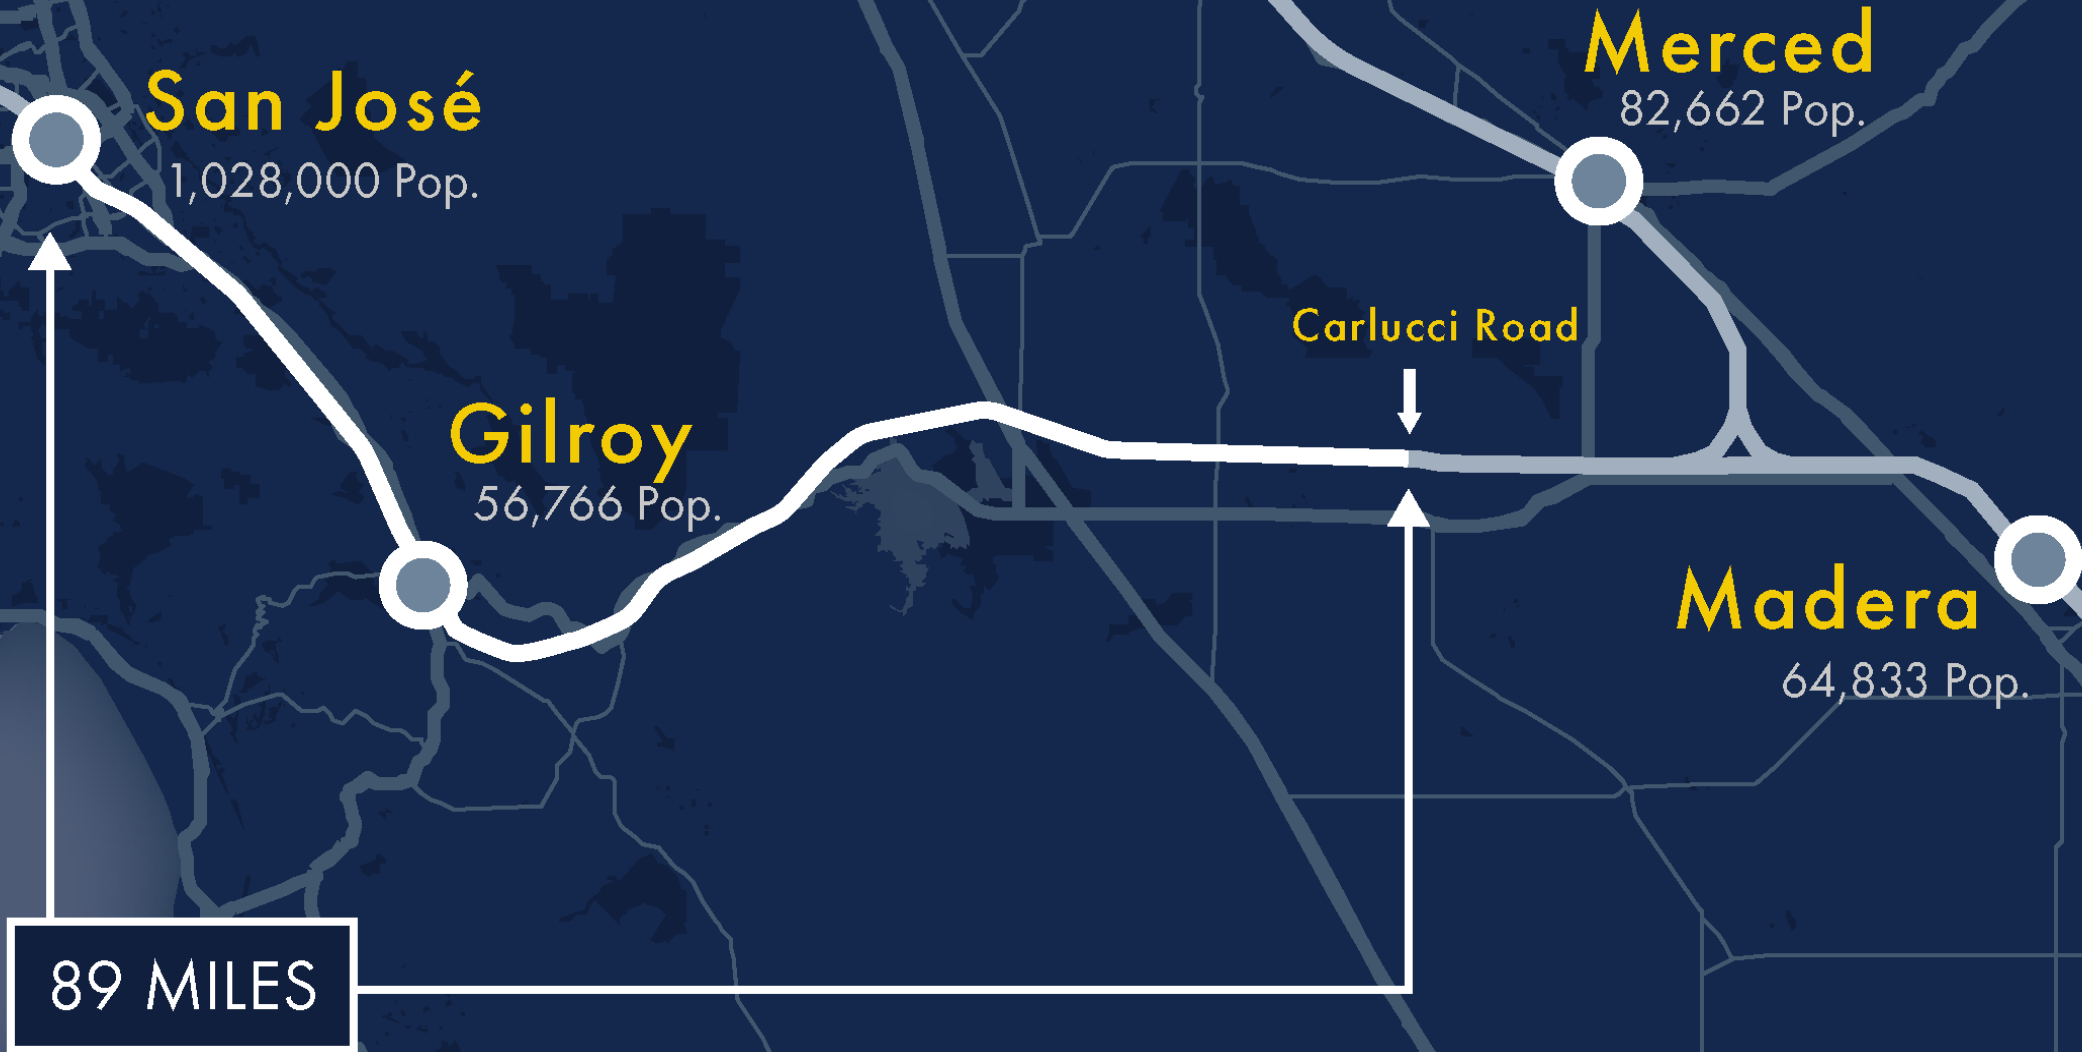 San José
1,028,000 Pop.
Merced
82,662 Pop.
Carlucci Road
Gilroy
56,766 Pop.
Madera
64,833 Pop.
89 MILES